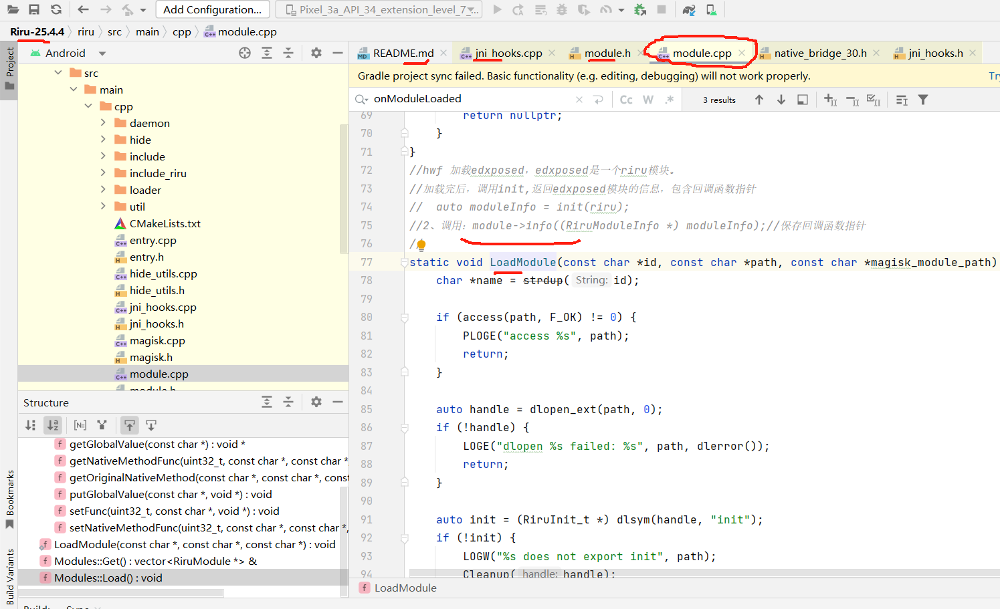 Add Configuration...
Pixel_3a_API_34_extension_level_7_
Riru-25.4.4 riru src main cpp module.cpp
Project
Android
README.md jni_hooks.cpp module.h module.cpp native_bridge_30.h jni_hooks.h
Gradle project sync failed. Basic functionality (e.g. editing, debugging) will not work properly. Try
onModuleLoaded Cc W .* 3 results
src
main
cpp
daemon
hide
include
include_riru
loader
util
CMakeLists.txt
entry.cpp
entry.h
hide_utils.cpp
hide_utils.h
jni_hooks.cpp
jni_hooks.h
magisk.cpp
magisk.h
module.cpp
module.h
Structure
getGlobalValue(const char *) : void *
getNativeMethodFunc(uint32_t, const char *, const char *,
getOriginalNativeMethod(const char *, const char *, const
putGlobalValue(const char *, void *) : void
setFunc(uint32_t, const char *, void *) : void
setNativeMethodFunc(uint32_t, const char *, const char *,
LoadModule(const char *, const char *, const char *) : void
Modules::Get() : vector<RiruModule *> &
Modules::Load() : void
Bookmarks
Build Variants
Build: Sync
69 return nullptr;
70 }
71 }
72 //hwf 加载edxposed，edxposed是一个riru模块。
73 //加载完后，调用init,返回edxposed模块的信息，包含回调函数指针
74 // auto moduleInfo = init(riru);
75 //2、调用：module->info((RiruModuleInfo *) moduleInfo);//保存回调函数指针
76 /
77 static void LoadModule(const char *id, const char *path, const char *magisk_module_path)
78 char *name = strdup( String: id);
79
80 if (access(path, F_OK) != 0) {
81 PLOGE("access %s", path);
82 return;
83 }
84
85 auto handle = dlopen_ext(path, 0);
86 if (!handle) {
87 LOGE("dlopen %s failed: %s", path, dlerror());
88 return;
89 }
90
91 auto init = (RiruInit_t *) dlsym(handle, "init");
92 if (!init) {
93 LOGW("%s does not export init", path);
94 Cleanup( handle: handle);
LoadModule